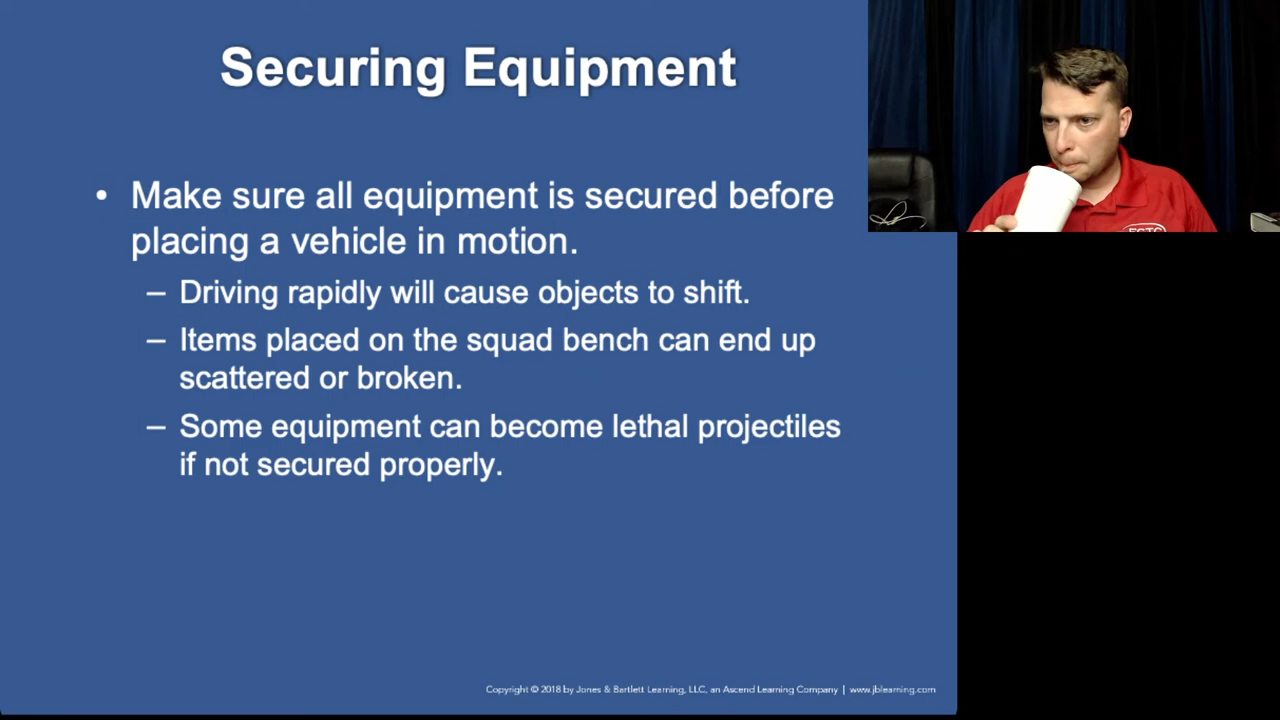 Securing Equipment
• Make sure all equipment is secured before
placing a vehicle in motion.
– Driving rapidly will cause objects to shift.
– Items placed on the squad bench can end up
scattered or broken.
– Some equipment can become lethal projectiles
if not secured properly.
Copyright © 2018 by Jones & Bartlett Learning, LLC, an Ascend Learning Company | www.jblearning.com